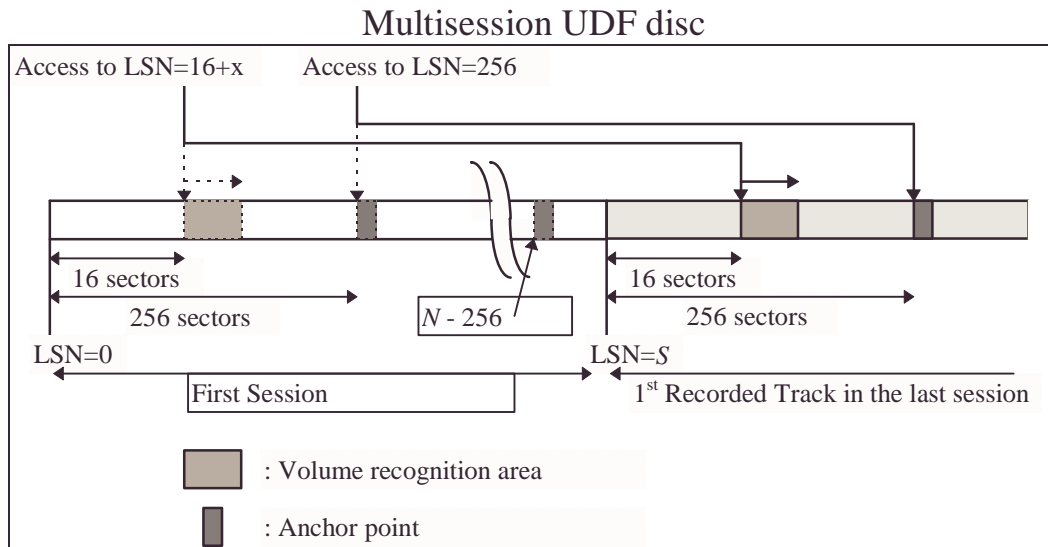 Multisession UDF disc
Access to LSN=16+x
Access to LSN=256
16 sectors
16 sectors
256 sectors
N - 256
256 sectors
LSN=0
LSN=S
First Session
1st Recorded Track in the last session
: Volume recognition area
: Anchor point